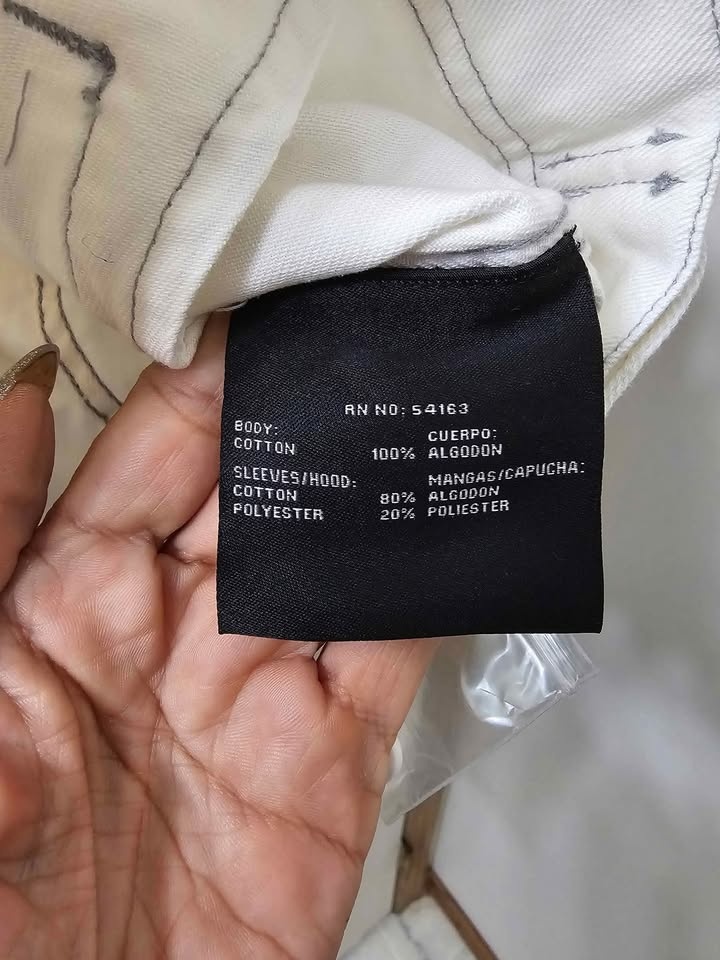 RN NO: 54163
BODY: CUERPO:
COTTON 100% ALGODON
SLEEVES/HOOD: MANGAS/CAPUCHA:
COTTON 80% ALGODON
POLYESTER 20% POLIESTER